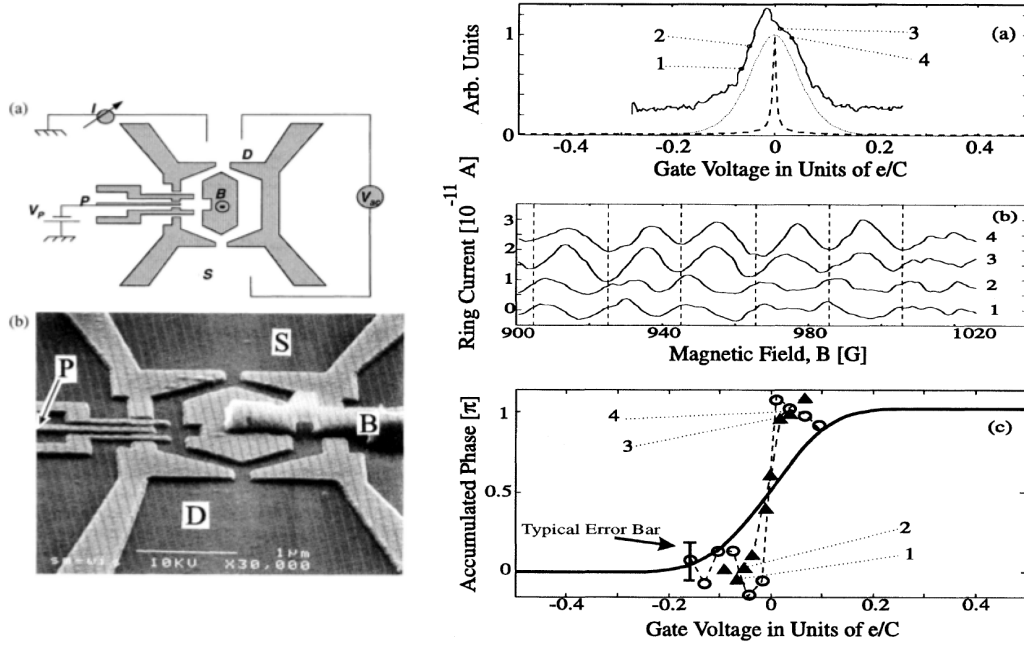 (a)
I
D
B
P
V_P
V_ac
S
(b)
S
P
B
D
1μm
10KV X30,000
Arb. Units
1
0
(a)
1
2
3
4
-0.4 -0.2 0 0.2 0.4
Gate Voltage in Units of e/C
Ring Current [10⁻¹¹ A]
3
2
1
0
(b)
4
3
2
1
900 940 980 1020
Magnetic Field, B [G]
Accumulated Phase [π]
1
0.5
0
(c)
4
3
Typical Error Bar
2
1
-0.4 -0.2 0 0.2 0.4
Gate Voltage in Units of e/C